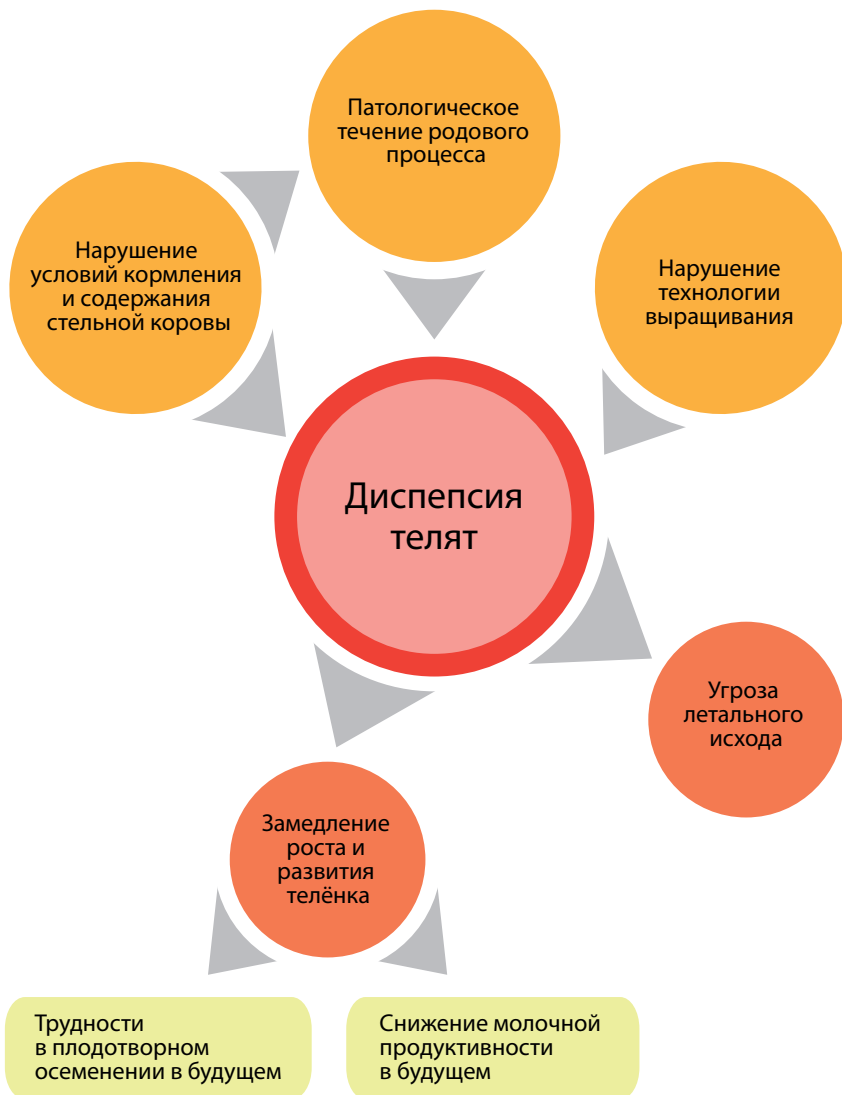 Патологическое
течение родового
процесса
Нарушение
условий кормления
и содержания
стельной коровы
Нарушение
технологии
выращивания
Диспепсия
телят
Угроза
летального
исхода
Замедление
роста и
развития
телёнка
Трудности
в плодотворном
осеменении в будущем
Снижение молочной
продуктивности
в будущем